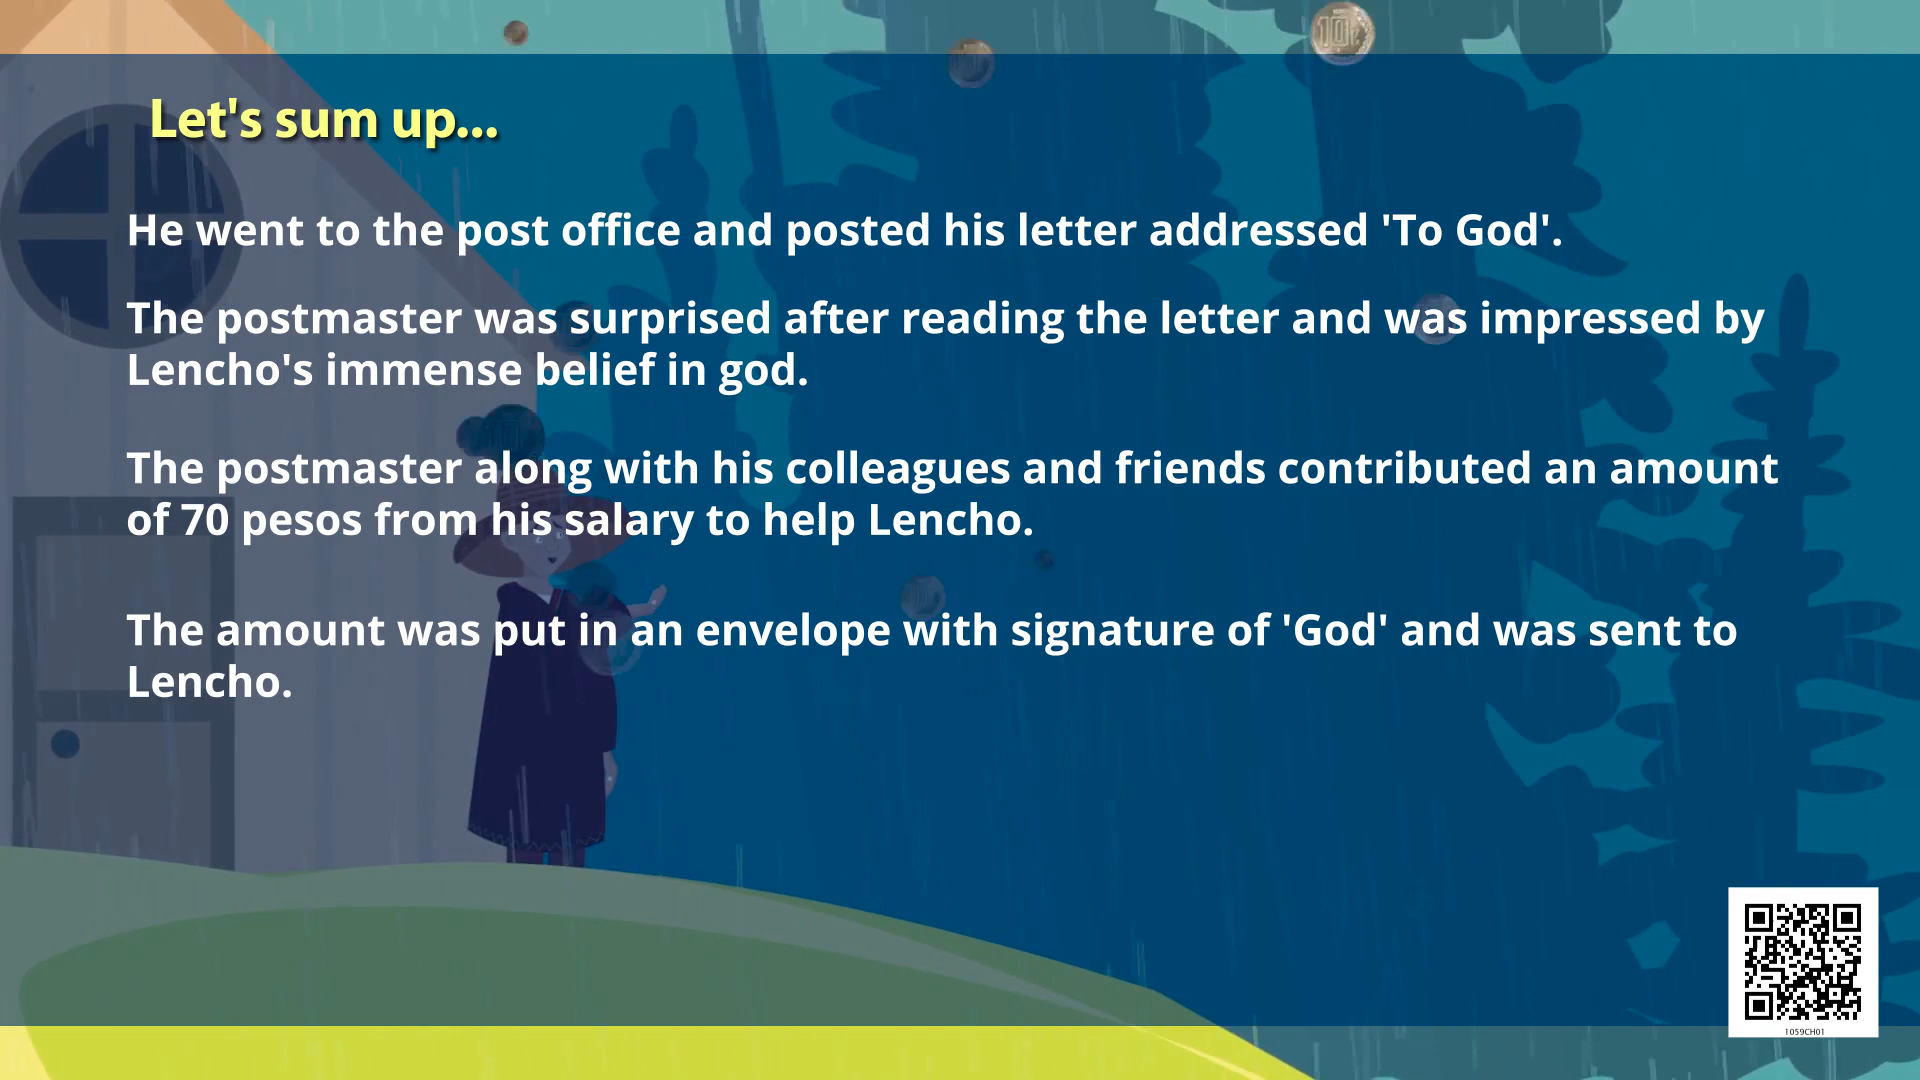 Let's sum up...
He went to the post office and posted his letter addressed 'To God'.
The postmaster was surprised after reading the letter and was impressed by
Lencho's immense belief in god.
The postmaster along with his colleagues and friends contributed an amount
of 70 pesos from his salary to help Lencho.
The amount was put in an envelope with signature of 'God' and was sent to
Lencho.
10
1059CH01